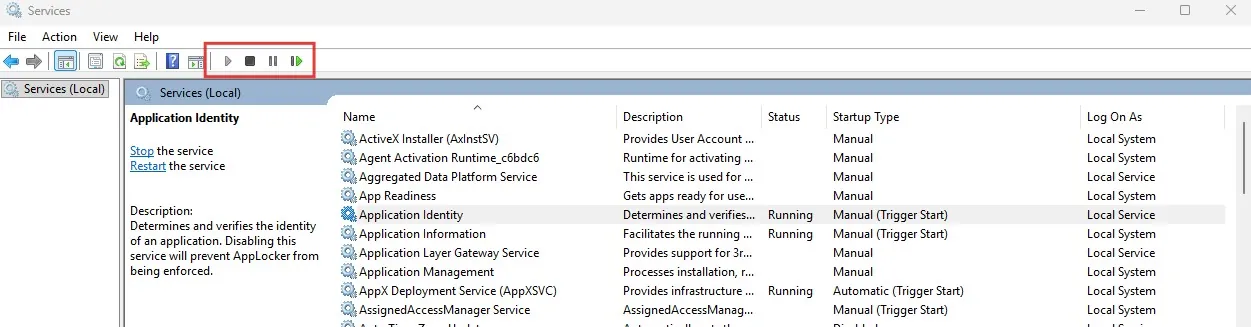 Services
File Action View Help
Services (Local)
Services (Local)
Application Identity
Stop the service
Restart the service
Description:
Determines and verifies the identity
of an application. Disabling this
service will prevent AppLocker from
being enforced.
Name Description Status Startup Type Log On As
ActiveX Installer (AxInstSV) Provides User Account ... Manual Local System
Agent Activation Runtime_c6bdc6 Runtime for activating ... Manual Local System
Aggregated Data Platform Service This service is used for ... Manual Local System
App Readiness Gets apps ready for use... Manual Local System
Application Identity Determines and verifies... Running Manual (Trigger Start) Local Service
Application Information Facilitates the running ... Running Manual (Trigger Start) Local System
Application Layer Gateway Service Provides support for 3r... Manual Local Service
Application Management Processes installation, r... Manual Local System
AppX Deployment Service (AppXSVC) Provides infrastructure ... Running Automatic (Trigger Start) Local System
AssignedAccessManager Service AssignedAccessManag... Manual (Trigger Start) Local System